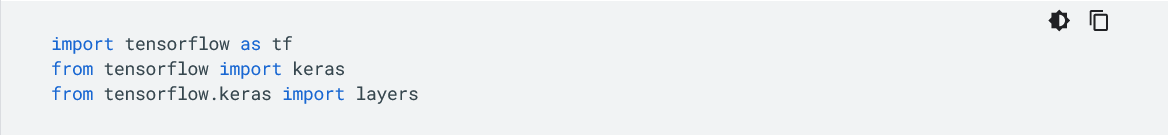 import tensorflow as tf
from tensorflow import keras
from tensorflow.keras import layers